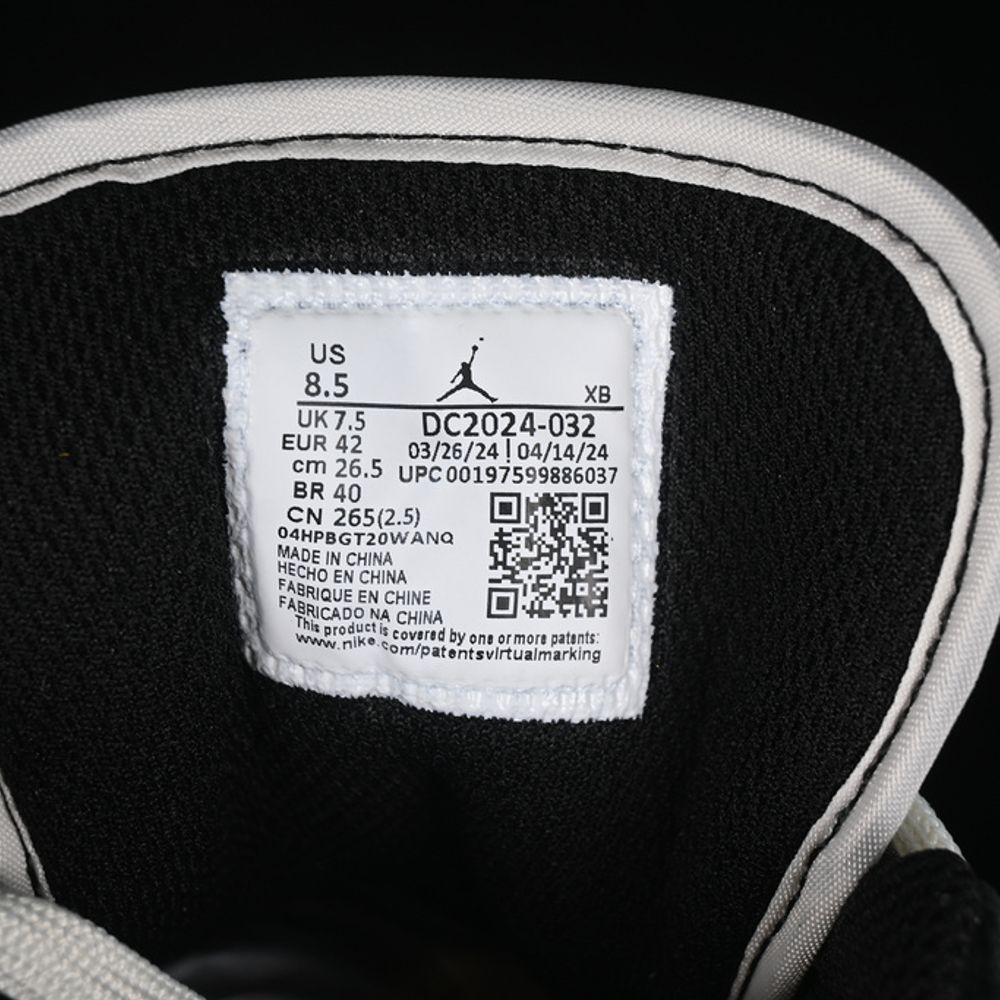 US
8.5
XB
UK 7.5
DC2024-032
EUR 42
03/26/24 | 04/14/24
cm 26.5
UPC 00197599886037
BR 40
CN 265(2.5)
04HPBGT20WANQ
MADE IN CHINA
HECHO EN CHINA
FABRIQUE EN CHINE
FABRICADO NA CHINA
This product is covered by one or more patents:
www.nike.com/patentsvirtualmarking